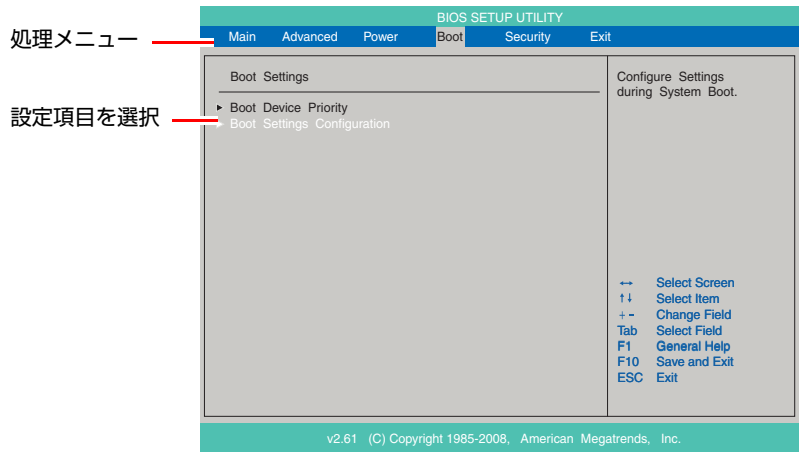 BIOS SETUP UTILITY
処理メニュー
Main Advanced Power Boot Security Exit
Boot Settings
Configure Settings
during System Boot.
Boot Device Priority
設定項目を選択
Boot Settings Configuration
↔ Select Screen
↑↓ Select Item
+ - Change Field
Tab Select Field
F1 General Help
F10 Save and Exit
ESC Exit
v2.61 (C) Copyright 1985-2008, American Megatrends, Inc.